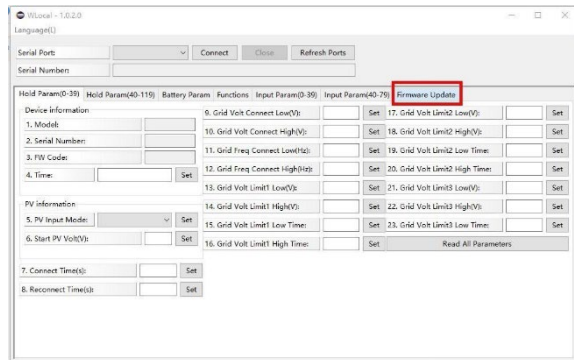 WLocal - 1.0.2.0
Language(L)
Serial Port: Connect Close Refresh Ports
Serial Number:
Hold Param(0-39) Hold Param(40-119) Battery Param Functions Input Param(0-39) Input Param(40-79) Firmware Update
Device information
1. Model:
2. Serial Number:
3. FW Code:
4. Time: Set
PV information
5. PV Input Mode: Set
6. Start PV Volt(V): Set
7. Connect Time(s): Set
8. Reconnect Time(s): Set
9. Grid Volt Connect Low(V): Set
10. Grid Volt Connect High(V): Set
11. Grid Freq Connect Low(Hz): Set
12. Grid Freq Connect High(Hz): Set
13. Grid Volt Limit1 Low(V): Set
14. Grid Volt Limit1 High(V): Set
15. Grid Volt Limit1 Low Time: Set
16. Grid Volt Limit1 High Time: Set
17. Grid Volt Limit2 Low(V): Set
18. Grid Volt Limit2 High(V): Set
19. Grid Volt Limit2 Low Time: Set
20. Grid Volt Limit2 High Time: Set
21. Grid Volt Limit3 Low(V): Set
22. Grid Volt Limit3 High(V): Set
23. Grid Volt Limit3 Low Time: Set
Read All Parameters